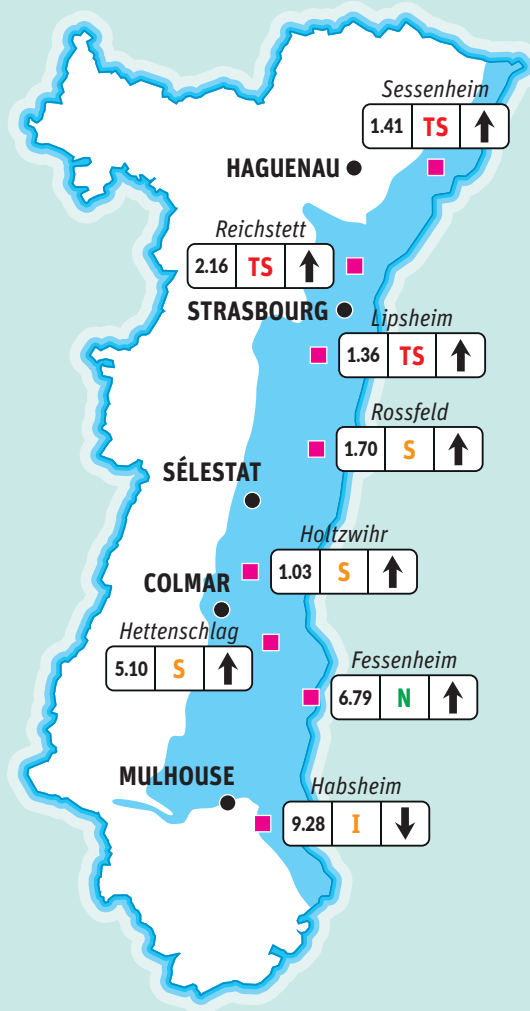 Sessenheim
1.41 TS ↑
HAGUENAU
Reichstett
2.16 TS ↑
STRASBOURG
Lipsheim
1.36 TS ↑
Rossfeld
1.70 S ↑
SÉLESTAT
Holtzwihr
1.03 S ↑
COLMAR
Hettenschlag
5.10 S ↑
Fessenheim
6.79 N ↑
MULHOUSE
Habsheim
9.28 I ↓